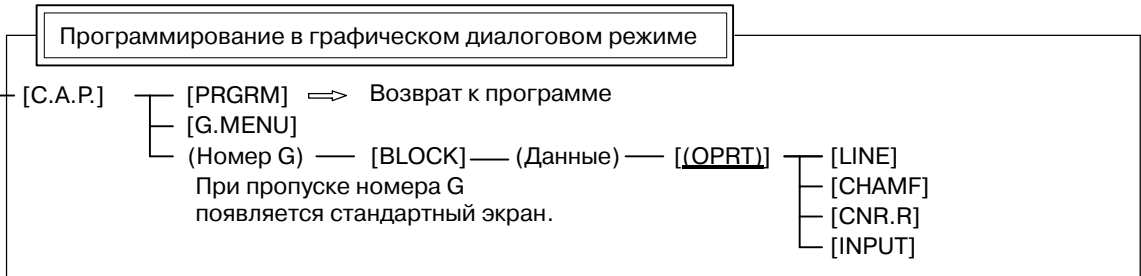 Программирование в графическом диалоговом режиме
[C.A.P.] [PRGRM] ⇒ Возврат к программе
[G.MENU]
(Номер G) [BLOCK] (Данные) [(OPRT)] [LINE]
При пропуске номера G [CHAMF]
появляется стандартный экран. [CNR.R]
[INPUT]